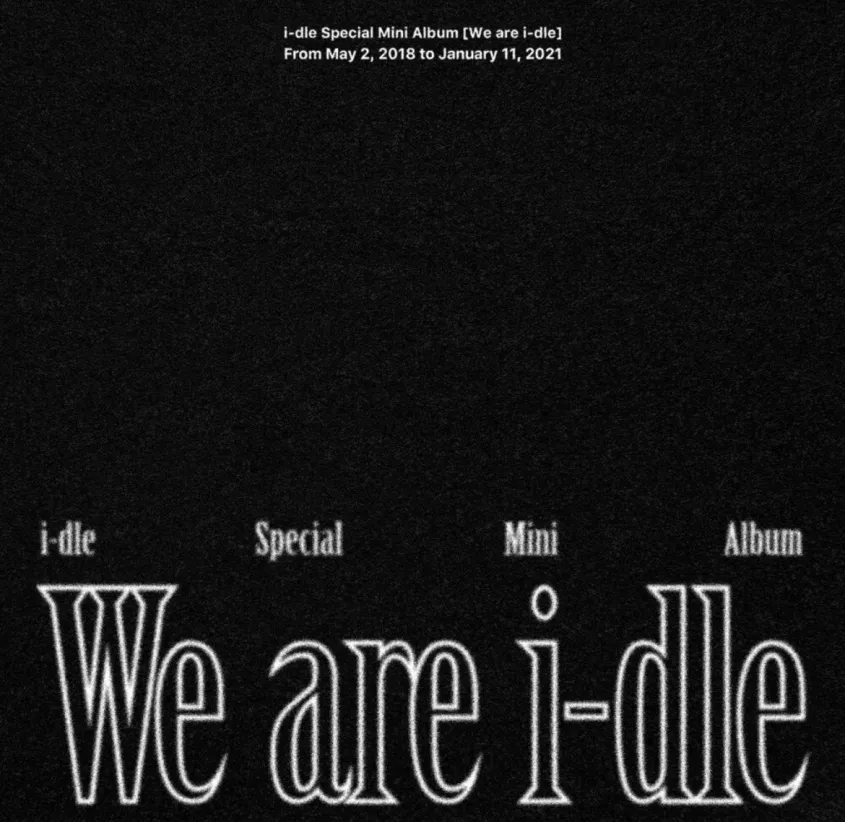 i-dle Special Mini Album [We are i-dle]
From May 2, 2018 to January 11, 2021
i-dle Special Mini Album
We are i-dle